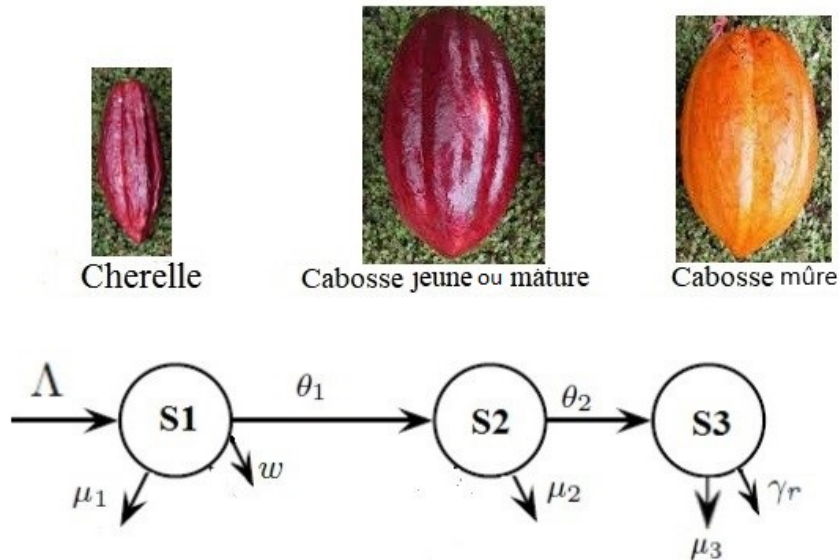 Cherelle
Cabosse jeune ou mâture
Cabosse mûre
Λ
S1
θ₁
S2
θ₂
S3
μ₁
w
μ₂
μ₃
γᵣ